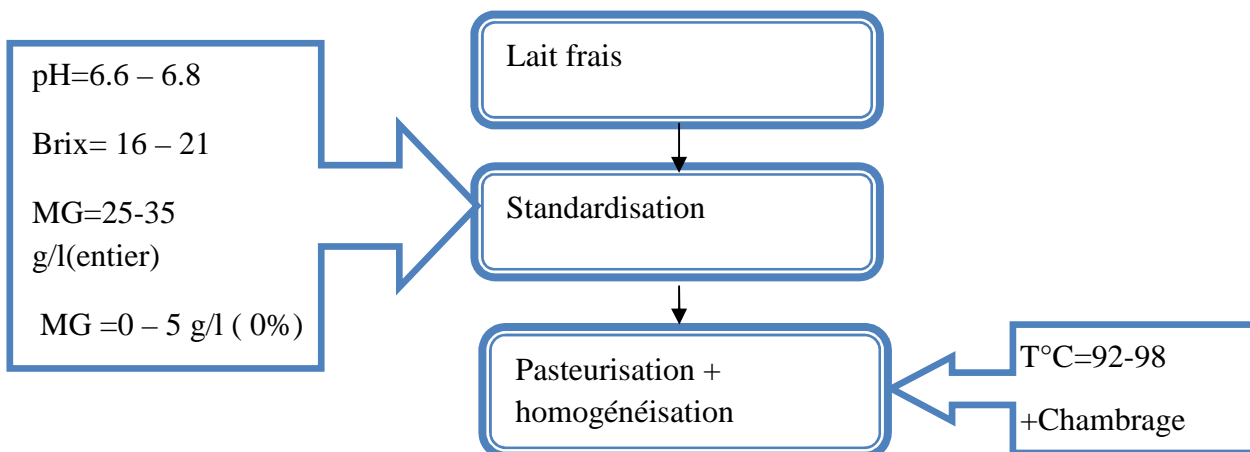 Lait frais
pH=6.6 – 6.8
Brix= 16 – 21
MG=25-35
g/l(entier)
MG =0 – 5 g/l ( 0%)
Standardisation
Pasteurisation +
homogénéisation
T°C=92-98
+Chambrage